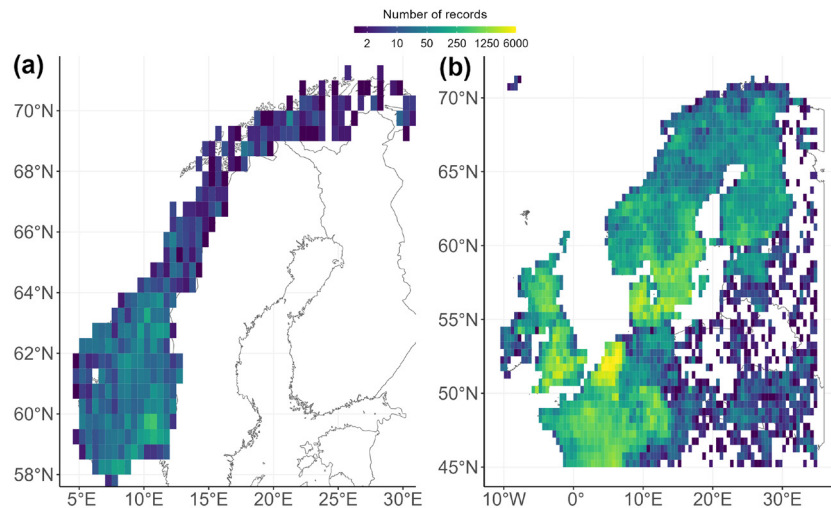 Number of records
2 10 50 250 1250 6000
(a)
(b)
70°N
68°N
66°N
64°N
62°N
60°N
58°N
5°E 10°E 15°E 20°E 25°E 30°E
70°N
65°N
60°N
55°N
50°N
45°N
10°W 0° 10°E 20°E 30°E